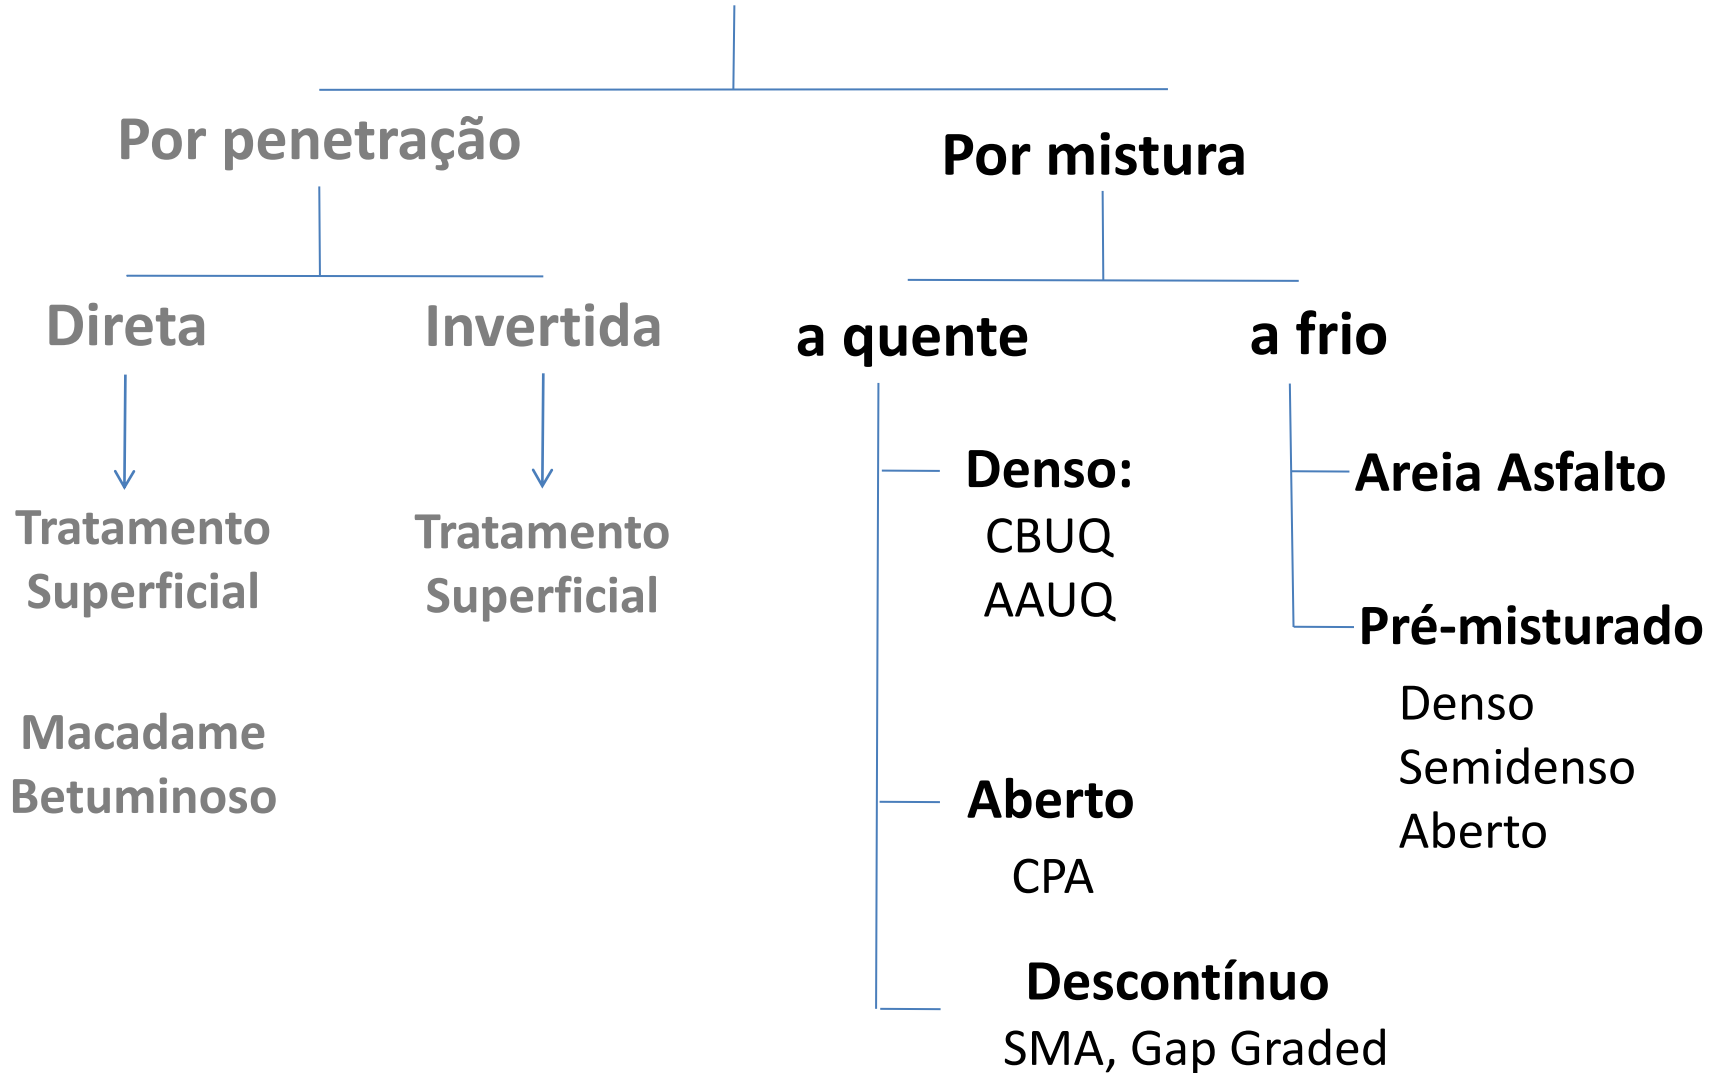 Por penetração
Por mistura
Direta
Invertida
a quente
a frio
Tratamento
Superficial
Macadame
Betuminoso
Tratamento
Superficial
Denso:
CBUQ
AAUQ
Aberto
CPA
Descontínuo
SMA, Gap Graded
Areia Asfalto
Pré-misturado
Denso
Semidenso
Aberto